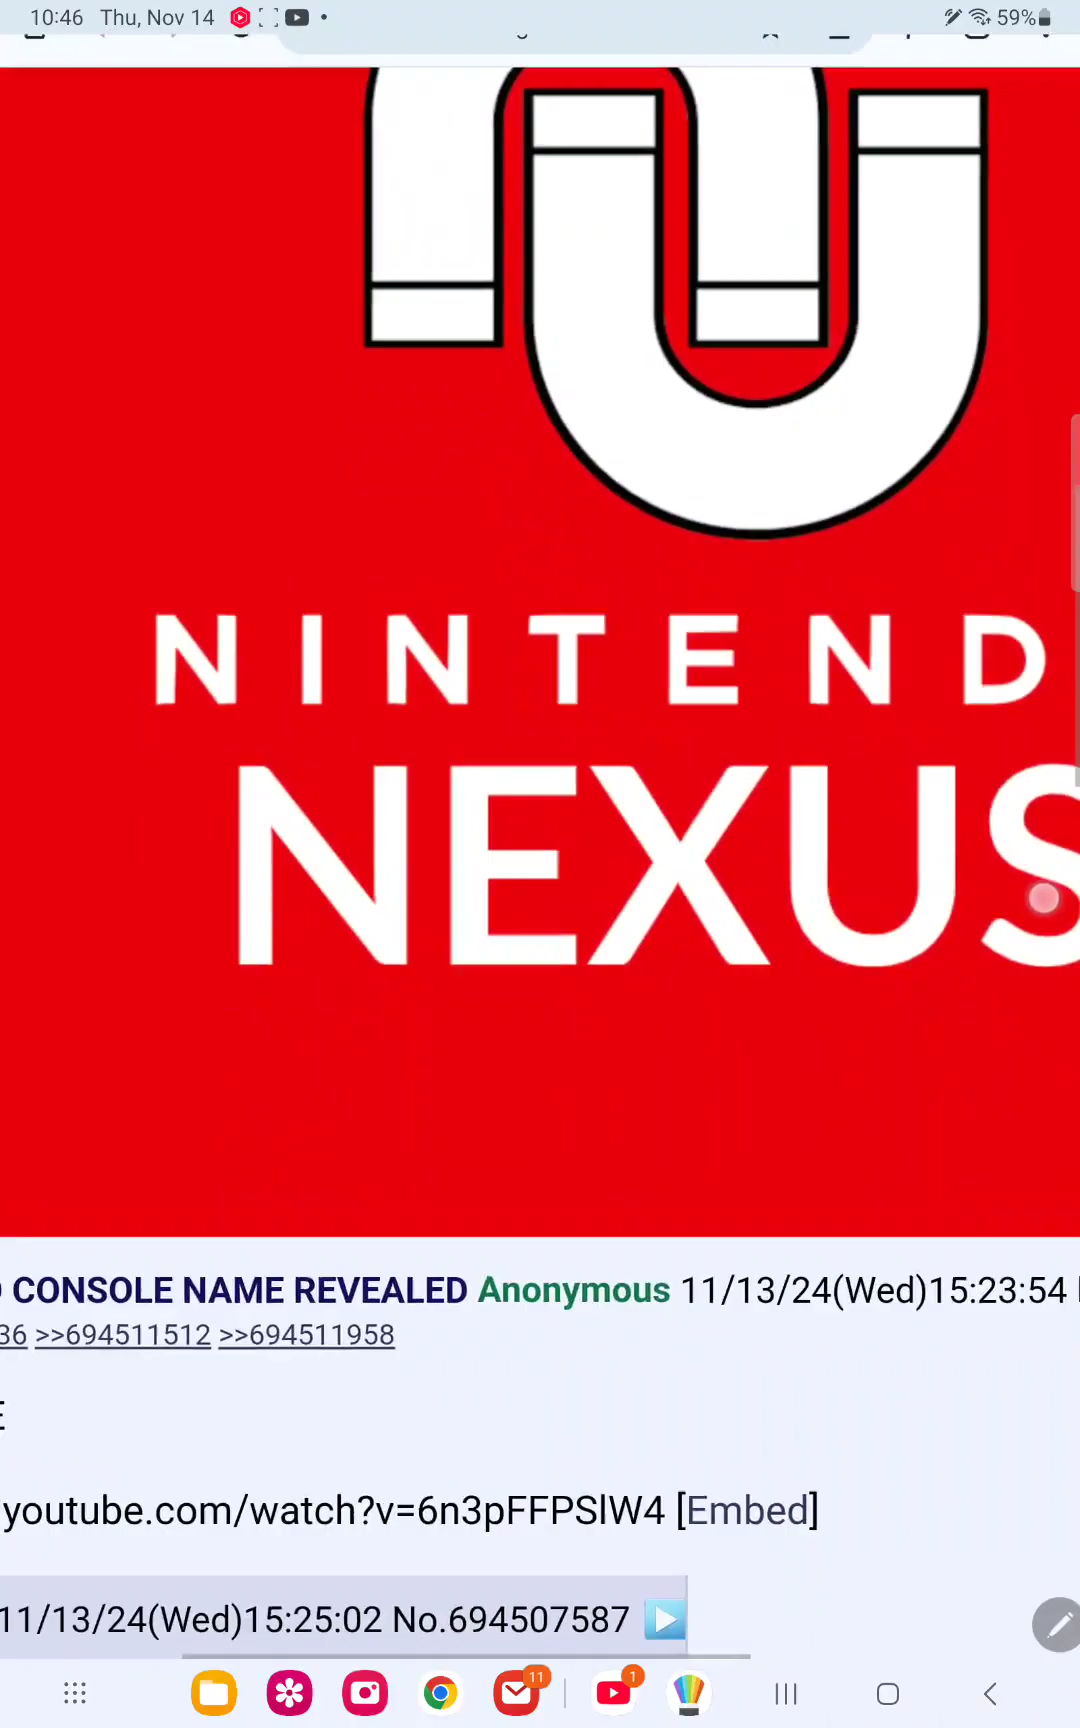 10:46 Thu, Nov 14
59%
NINTEND
NEXUS
CONSOLE NAME REVEALED Anonymous 11/13/24(Wed)15:23:54
36 >>694511512 >>694511958
E
youtube.com/watch?v=6n3pFFPSlW4 [Embed]
11/13/24(Wed)15:25:02 No.694507587
11
1